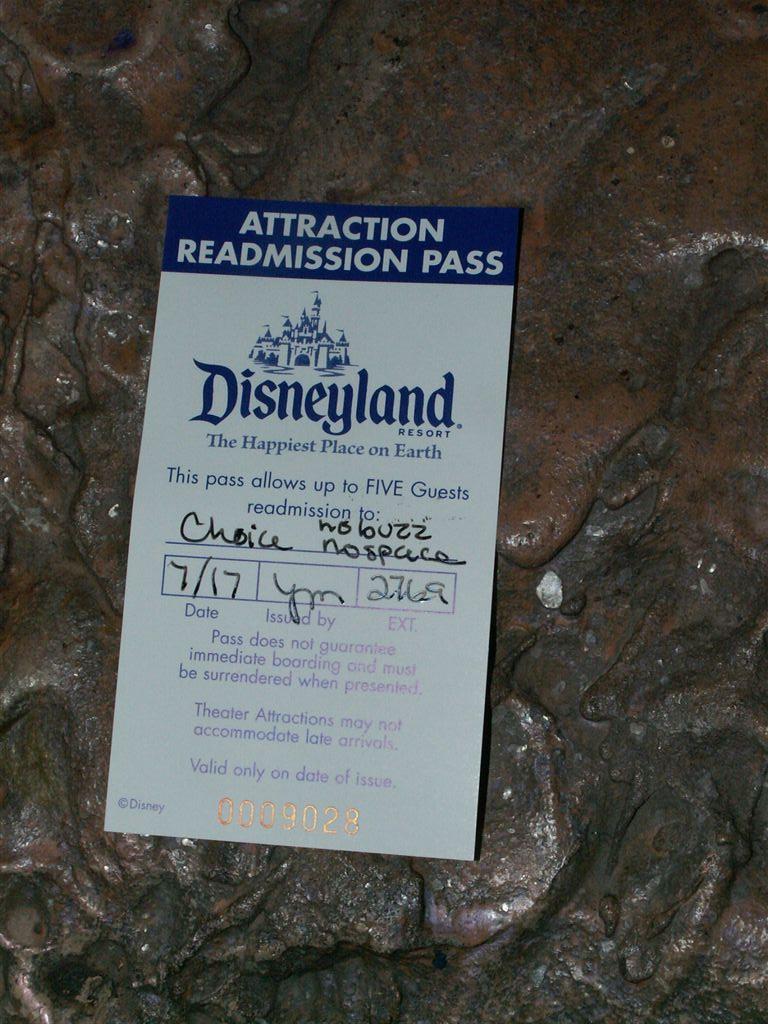 ATTRACTION
READMISSION PASS
Disneyland
RESORT
The Happiest Place on Earth
This pass allows up to FIVE Guests
readmission to:
no buzz
Choice no space
7/17 ym 2769
Date Issued by EXT.
Pass does not guarantee
immediate boarding and must
be surrendered when presented.
Theater Attractions may not
accommodate late arrivals.
Valid only on date of issue.
©Disney 0009028